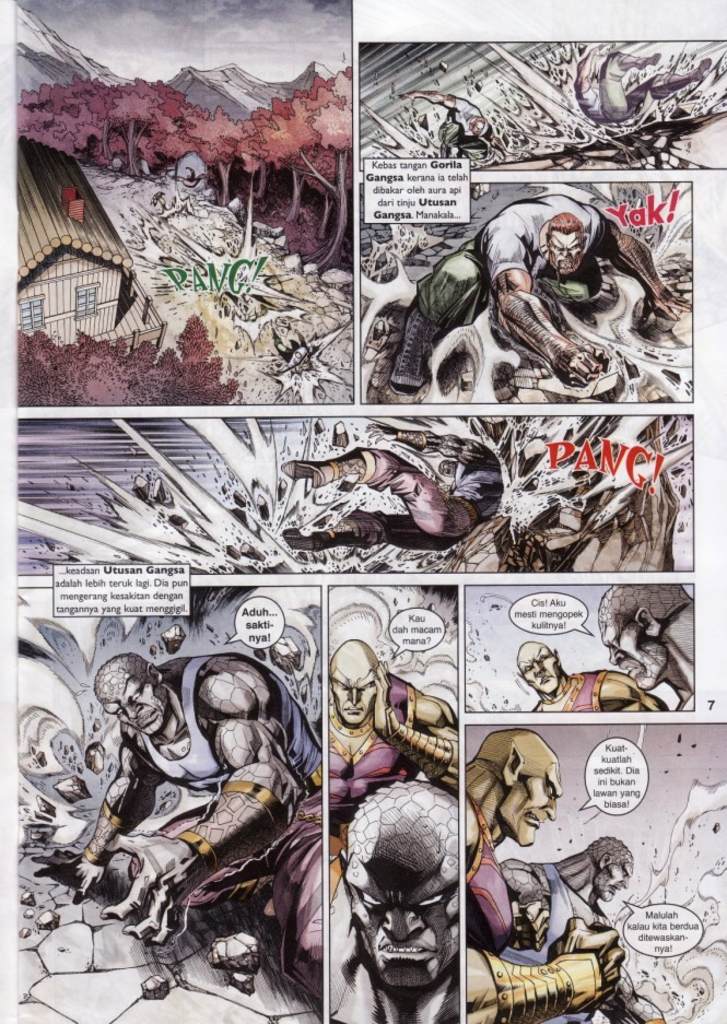 PANG!
Kebas tangan Gorila
Gangsa kerana ia telah
dibakar oleh aura api
dari tinju Utusan
Gangsa. Manakala...
Yak!
PANG!
...keadaan Utusan Gangsa
adalah lebih teruk lagi. Dia pun
mengerang kesakitan dengan
tangannya yang kuat menggigil.
Aduh...
sakti-
nya!
Kau
dah macam
mana?
Cis! Aku
mesti mengopek
kulitnya!
7
Kuat-
kuatlah
sedikit. Dia
ini bukan
lawan yang
biasa!
Malulah
kalau kita berdua
ditewaskan-
nya!